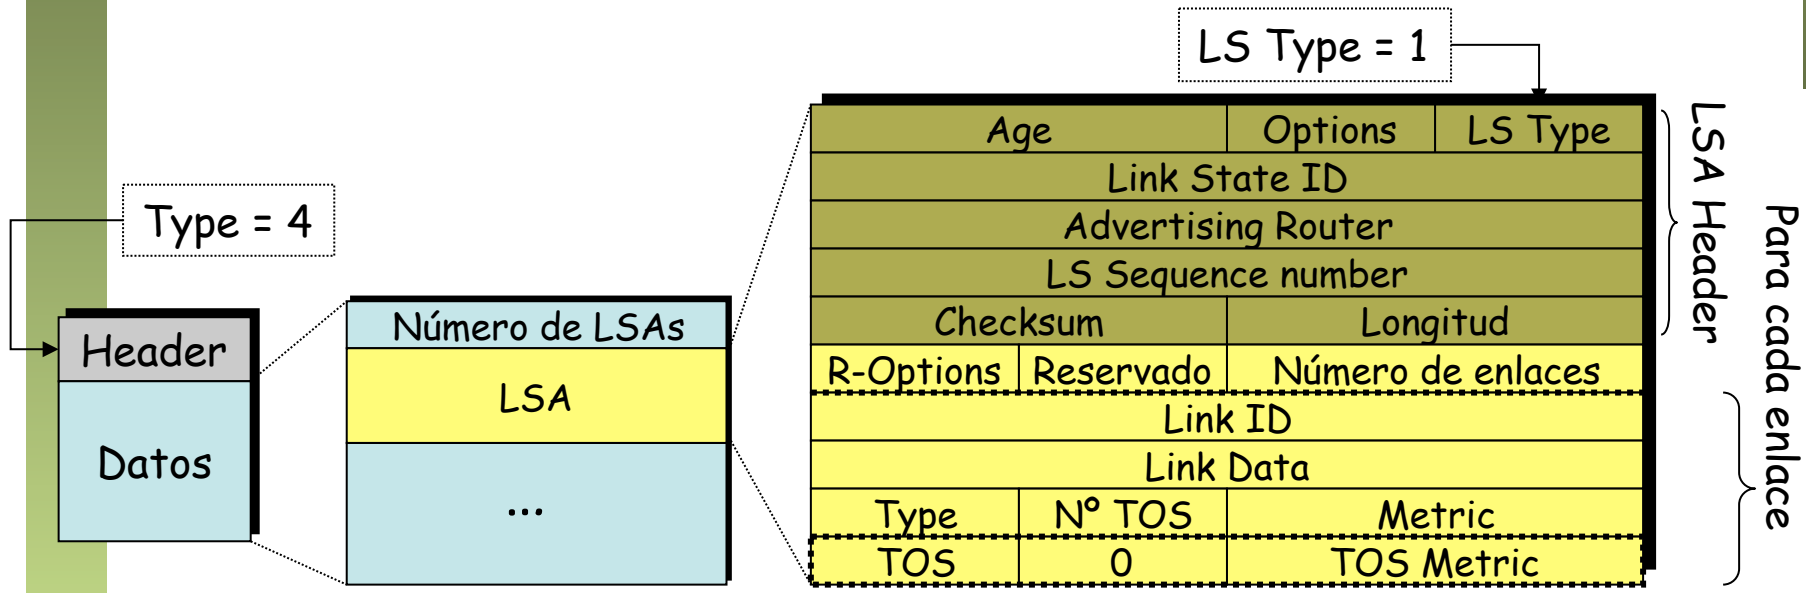 LS Type = 1
Type = 4
Header
Datos
Número de LSAs
LSA
...
Age Options LS Type
Link State ID
Advertising Router
LS Sequence number
Checksum Longitud
R-Options Reservado Número de enlaces
Link ID
Link Data
Type Nº TOS Metric
TOS 0 TOS Metric
LSA Header
Para cada enlace